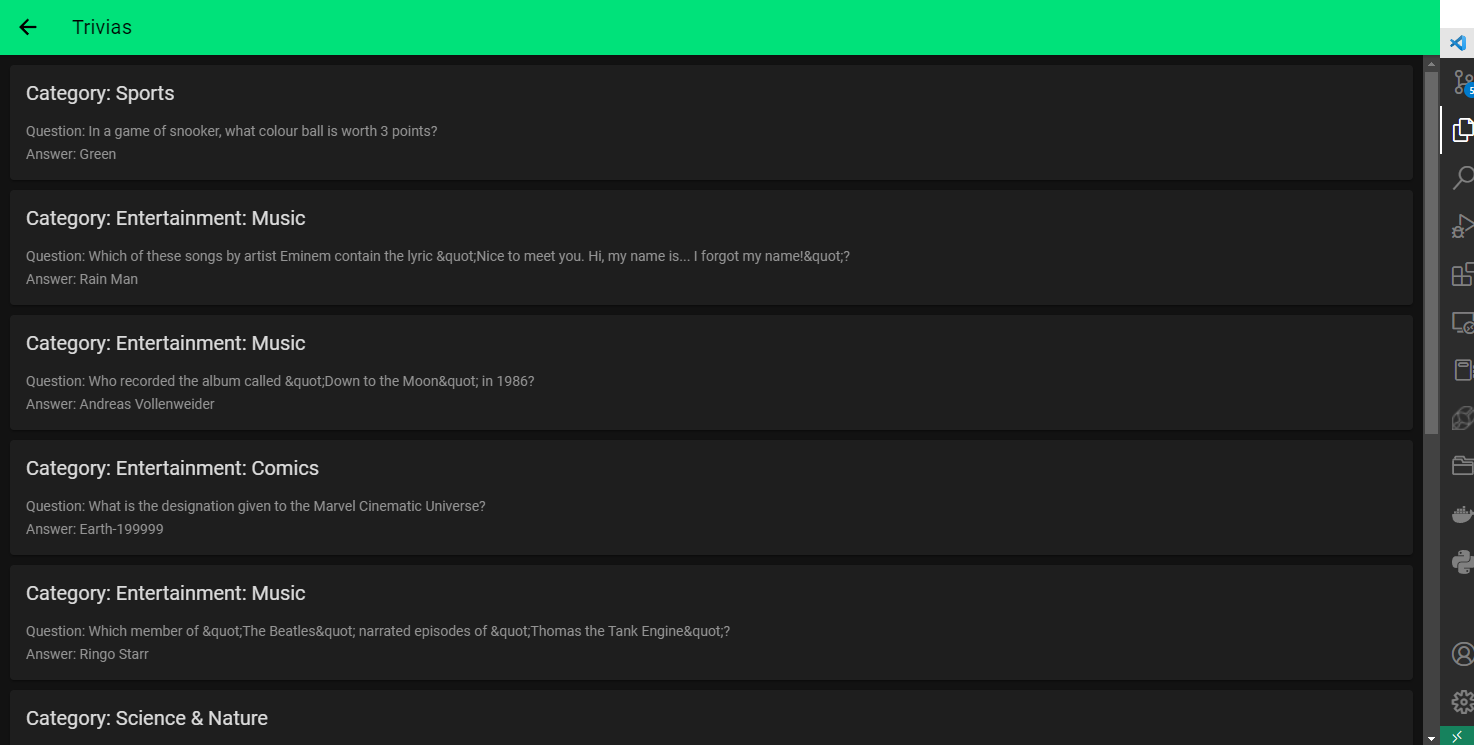 Trivias
Category: Sports
Question: In a game of snooker, what colour ball is worth 3 points?
Answer: Green
Category: Entertainment: Music
Question: Which of these songs by artist Eminem contain the lyric &quot;Nice to meet you. Hi, my name is... I forgot my name!&quot;?
Answer: Rain Man
Category: Entertainment: Music
Question: Who recorded the album called &quot;Down to the Moon&quot; in 1986?
Answer: Andreas Vollenweider
Category: Entertainment: Comics
Question: What is the designation given to the Marvel Cinematic Universe?
Answer: Earth-199999
Category: Entertainment: Music
Question: Which member of &quot;The Beatles&quot; narrated episodes of &quot;Thomas the Tank Engine&quot;?
Answer: Ringo Starr
Category: Science & Nature